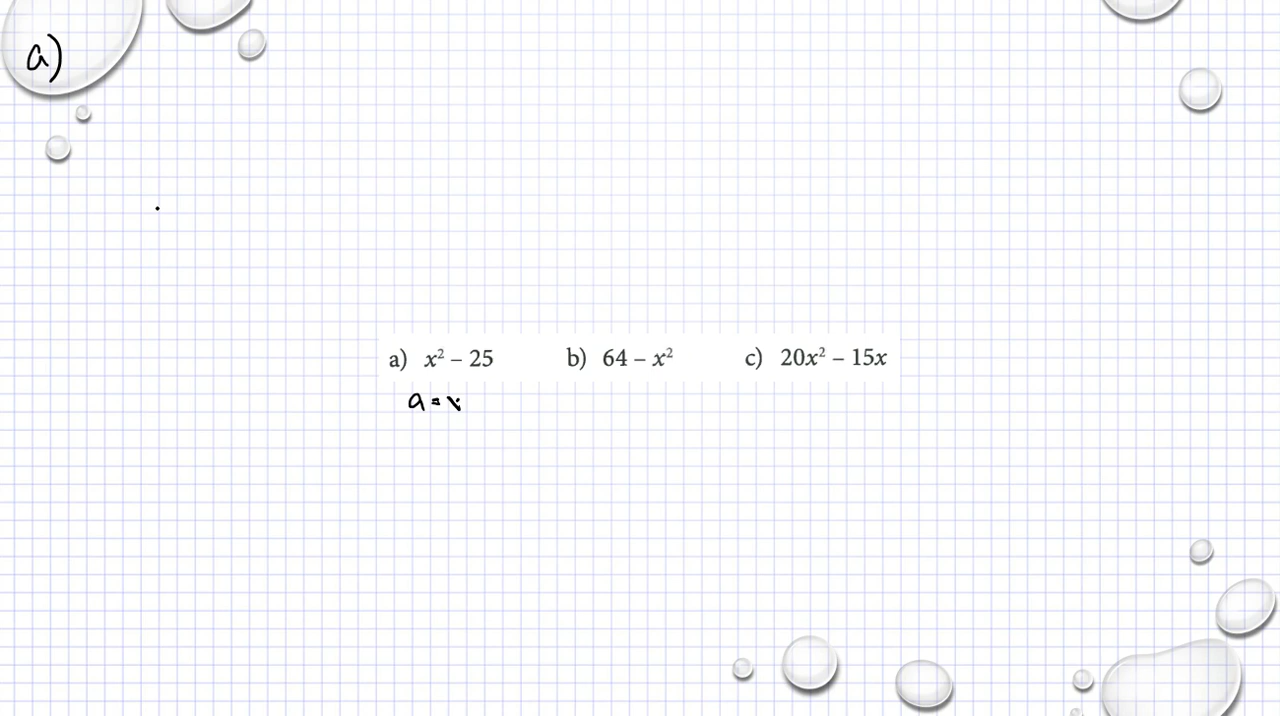 a)
a) x² – 25 b) 64 – x² c) 20x² – 15x
a = x